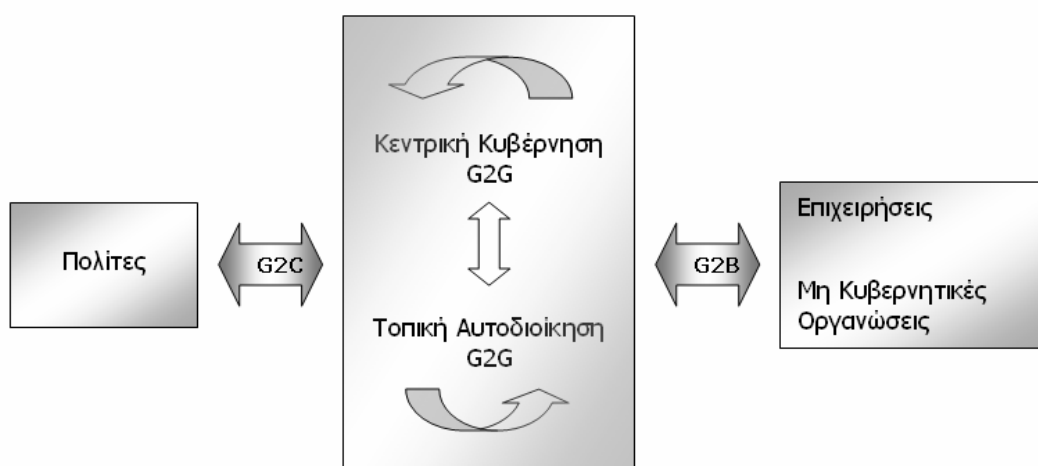 Κεντρική Κυβέρνηση
G2G
Πολίτες
G2C
G2B
Επιχειρήσεις
Μη Κυβερνητικές
Οργανώσεις
Τοπική Αυτοδιοίκηση
G2G